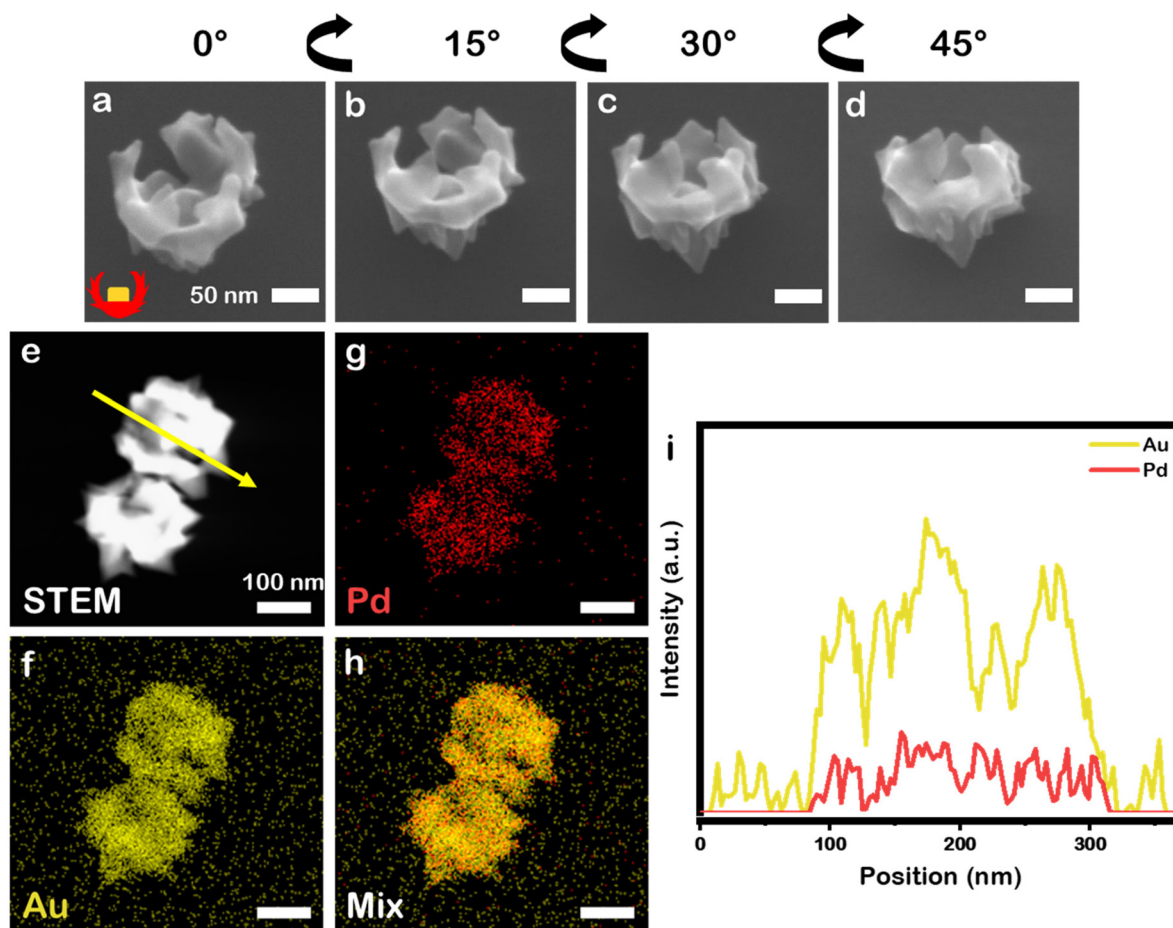 0° 15° 30° 45°
a b c d
50 nm
e g
100 nm
STEM Pd
f h
Au Mix
i
Au
Pd
Intensity (a.u.)
0 100 200 300
Position (nm)